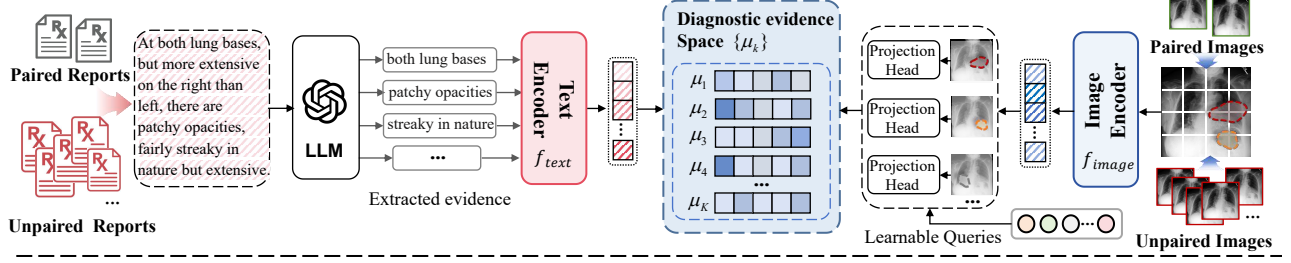 Paired Reports
Unpaired Reports
...
At both lung bases,
but more extensive
on the right than
left, there are
patchy opacities,
fairly streaky in
nature but extensive.
LLM
both lung bases
patchy opacities
streaky in nature
...
Extracted evidence
Text
Encoder
f_text
Diagnostic evidence
Space {μ_k}
μ_1
μ_2
μ_3
μ_4
...
μ_K
Projection
Head
Projection
Head
Projection
Head
...
Learnable Queries
Image
Encoder
f_image
Paired Images
...
Unpaired Images